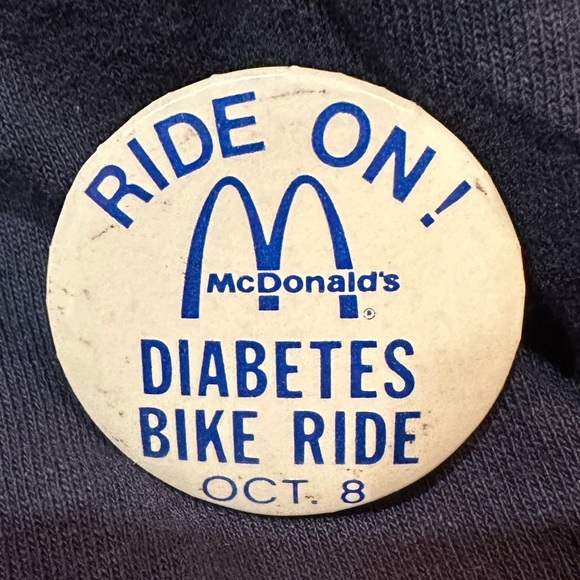 RIDE ON!
McDonald's
®
DIABETES
BIKE RIDE
OCT. 8